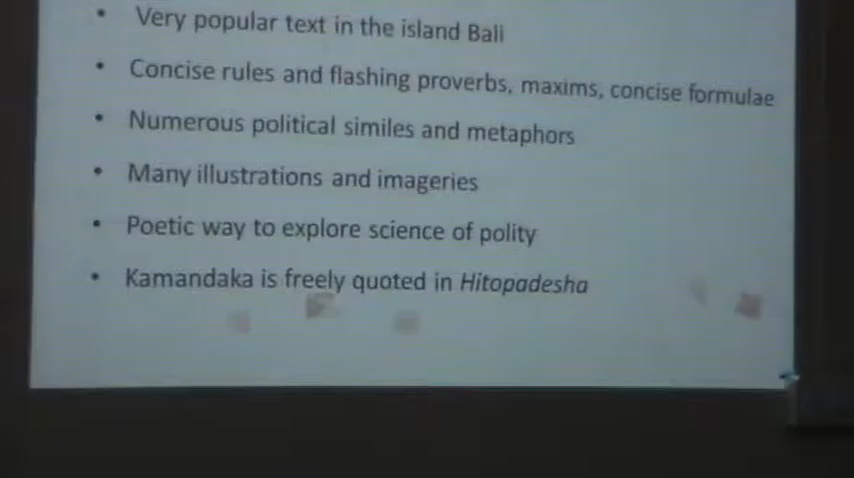 • Very popular text in the island Bali
• Concise rules and flashing proverbs, maxims, concise formulae
• Numerous political similes and metaphors
• Many illustrations and imageries
• Poetic way to explore science of polity
• Kamandaka is freely quoted in Hitopadesha